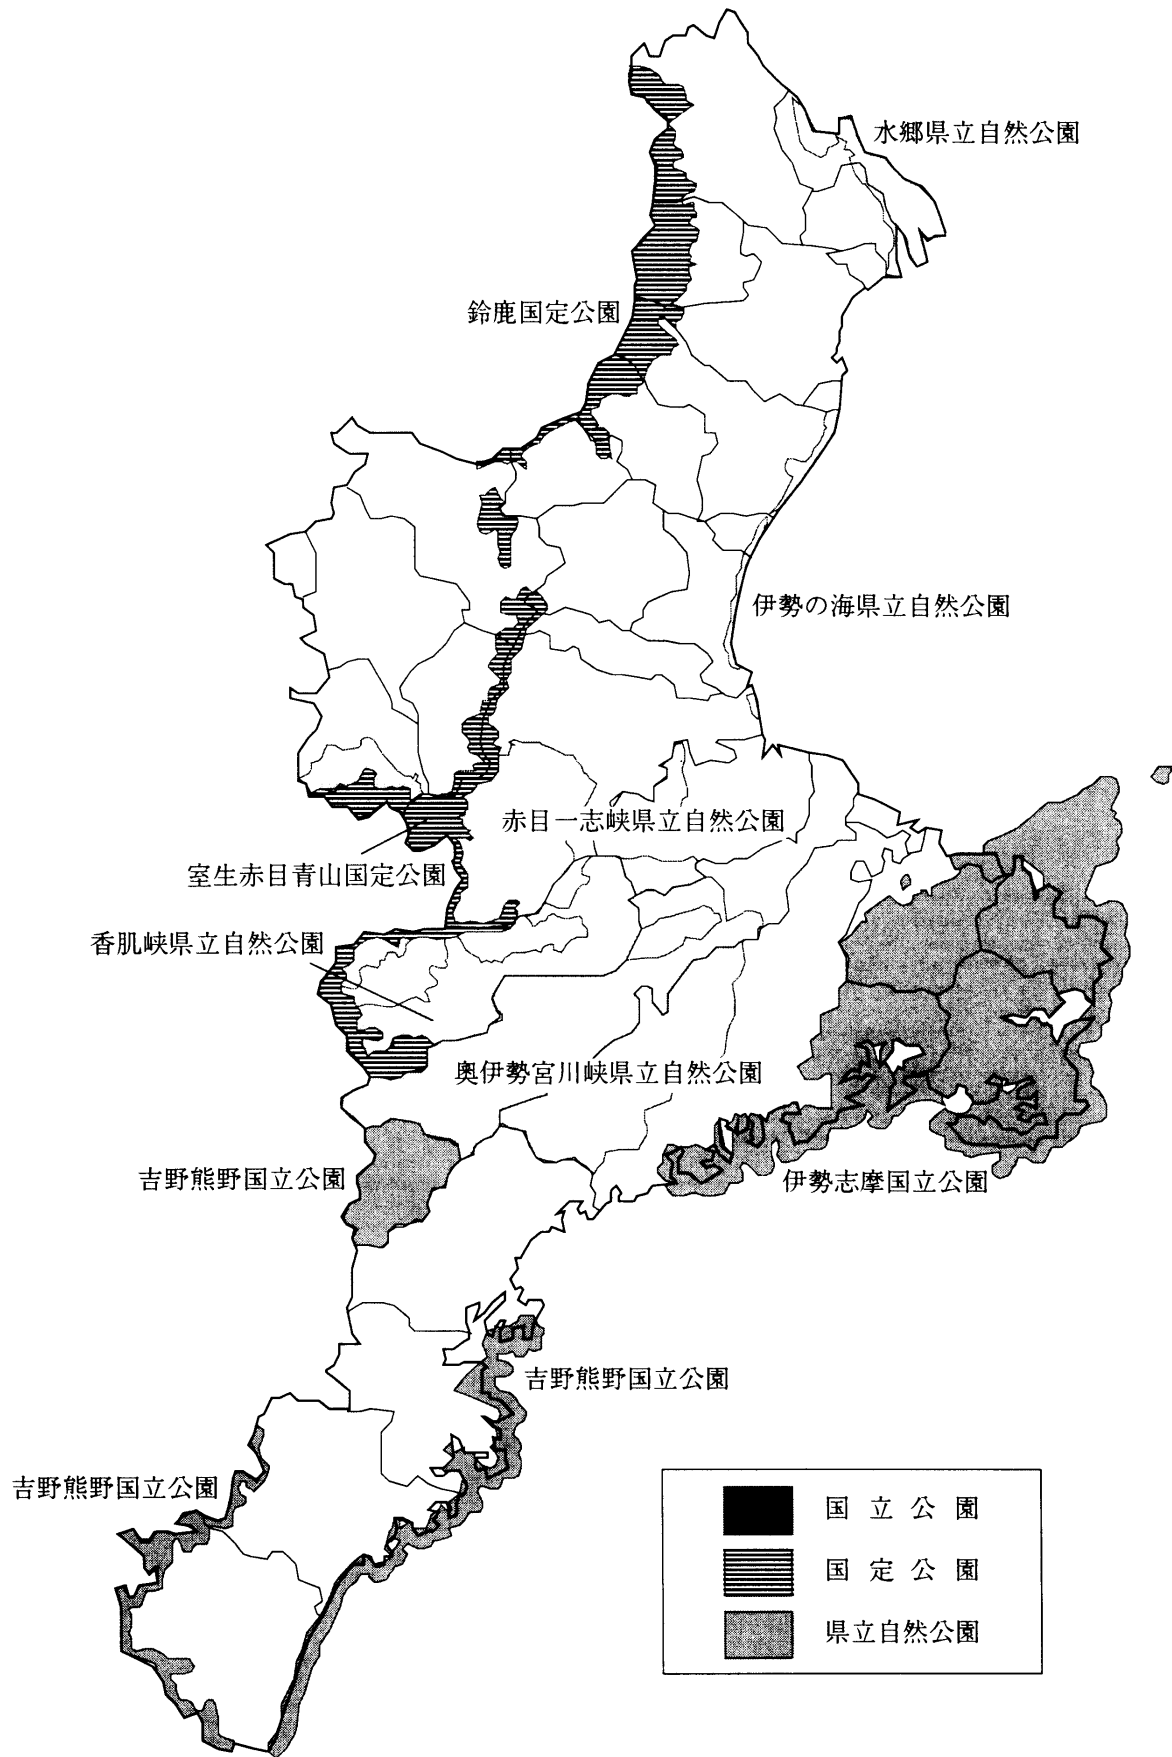 水郷県立自然公園
鈴鹿国定公園
伊勢の海県立自然公園
赤目一志峡県立自然公園
室生赤目青山国定公園
香肌峡県立自然公園
奥伊勢宮川峡県立自然公園
吉野熊野国立公園
伊勢志摩国立公園
吉野熊野国立公園
吉野熊野国立公園
国立公園
国定公園
県立自然公園